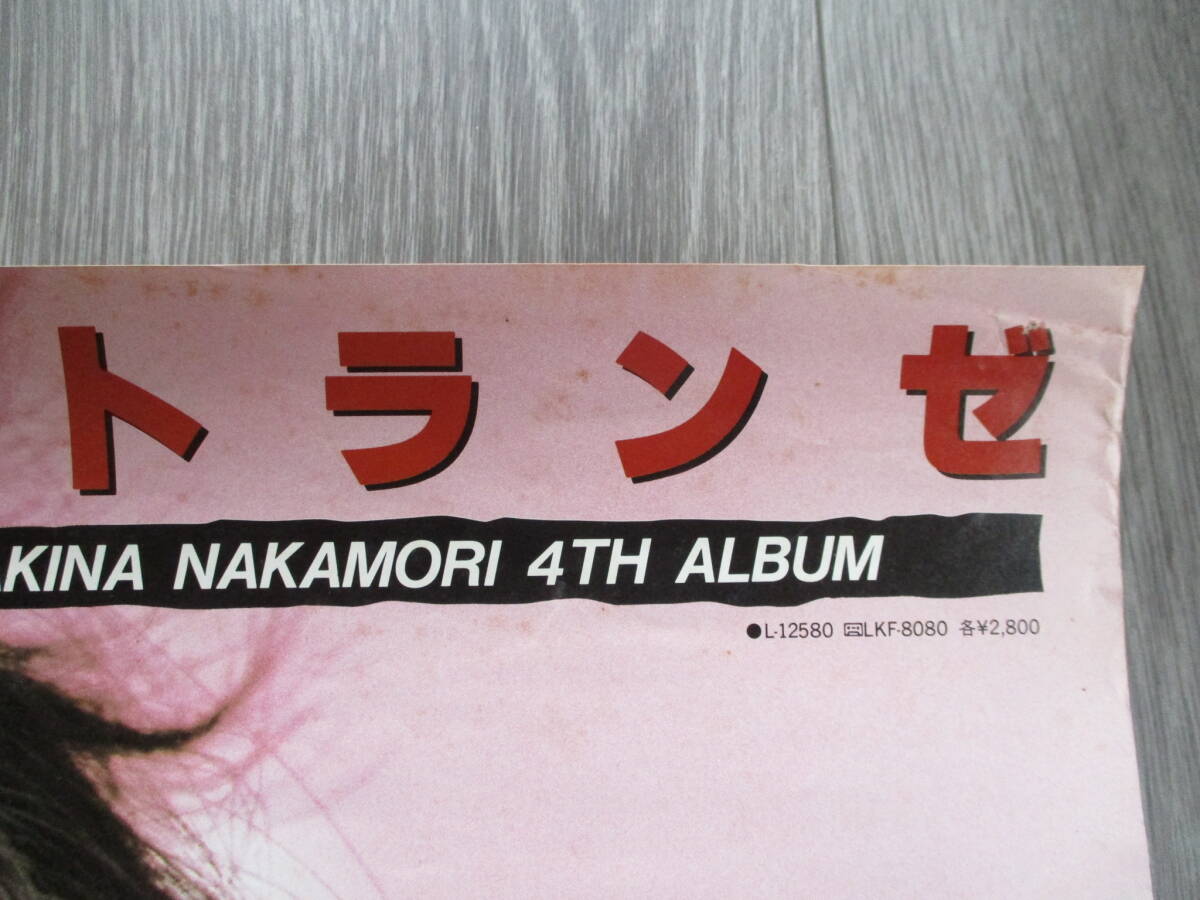 トランゼ
AKINA NAKAMORI 4TH ALBUM
●L-12580 LKF-8080 各¥2,800